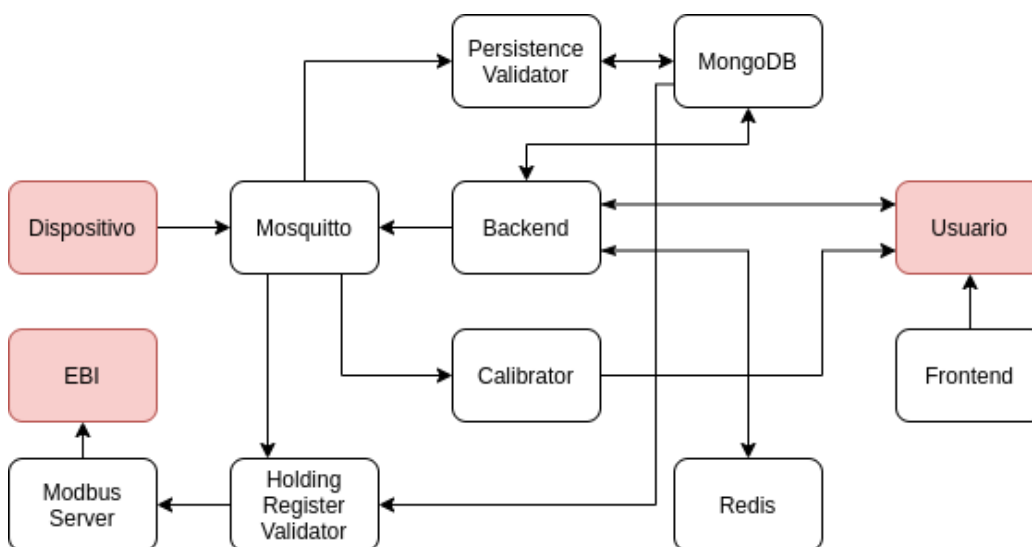 Persistence
Validator
MongoDB
Dispositivo
Mosquitto
Backend
Usuario
EBI
Calibrator
Frontend
Modbus
Server
Holding
Register
Validator
Redis